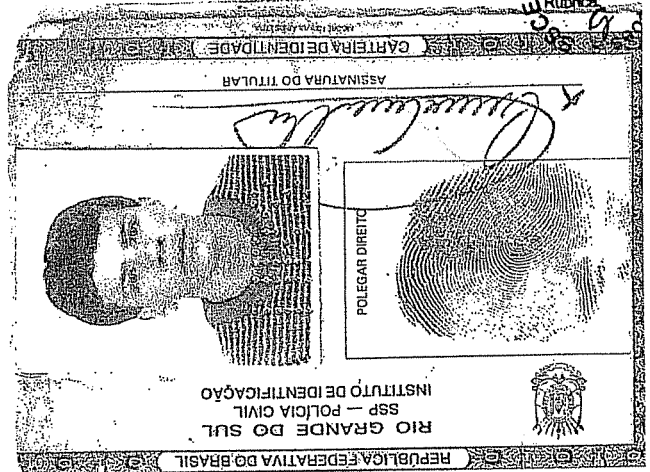 REPÚBLICA FEDERATIVA DO BRASIL
RIO GRANDE DO SUL
SSP — POLÍCIA CIVIL
INSTITUTO DE IDENTIFICAÇÃO
POLEGAR DIREITO
ASSINATURA DO TITULAR
CARTEIRA DE IDENTIDADE